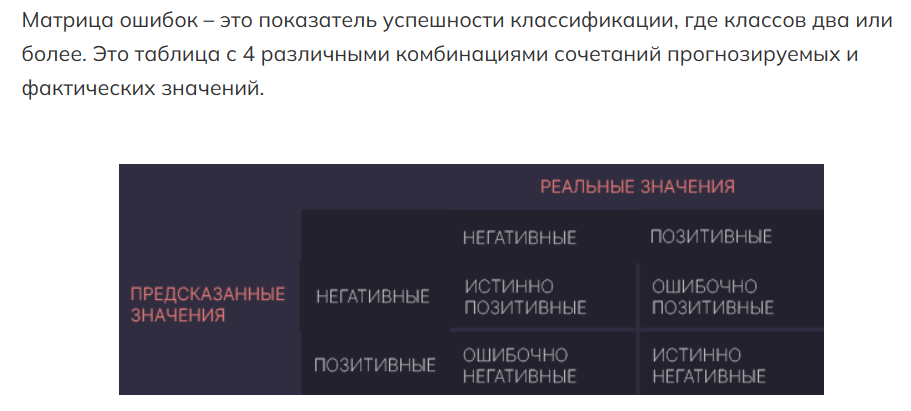 Матрица ошибок – это показатель успешности классификации, где классов два или
более. Это таблица с 4 различными комбинациями сочетаний прогнозируемых и
фактических значений.
РЕАЛЬНЫЕ ЗНАЧЕНИЯ
НЕГАТИВНЫЕ ПОЗИТИВНЫЕ
ПРЕДСКАЗАННЫЕ
ЗНАЧЕНИЯ
НЕГАТИВНЫЕ
ИСТИННО
ПОЗИТИВНЫЕ
ОШИБОЧНО
ПОЗИТИВНЫЕ
ПОЗИТИВНЫЕ
ОШИБОЧНО
НЕГАТИВНЫЕ
ИСТИННО
НЕГАТИВНЫЕ